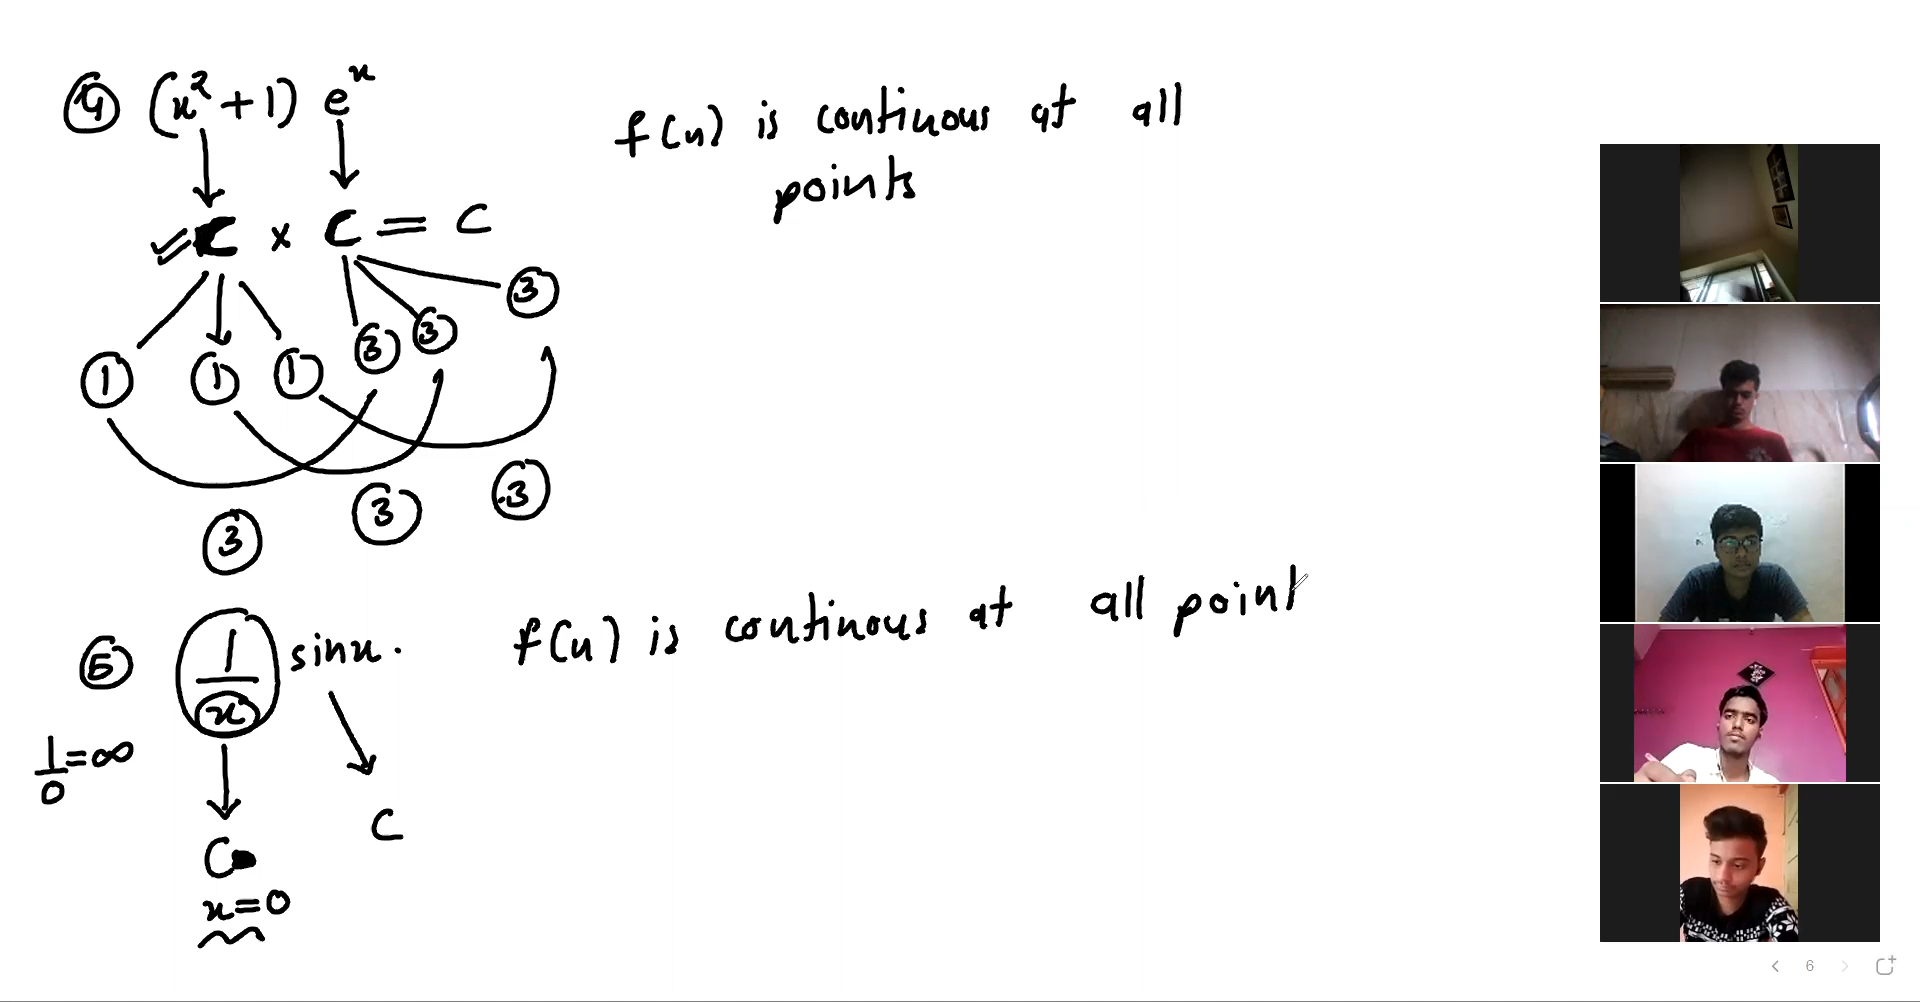 ④ (x²+1) eˣ
f(x) is continuous at all
points
C × C = C
③
③ ③
① ① ①
③
③
③
⑤ 1/x sinx.
f(x) is continous at all point
1/0 = ∞
C
C
x=0
6